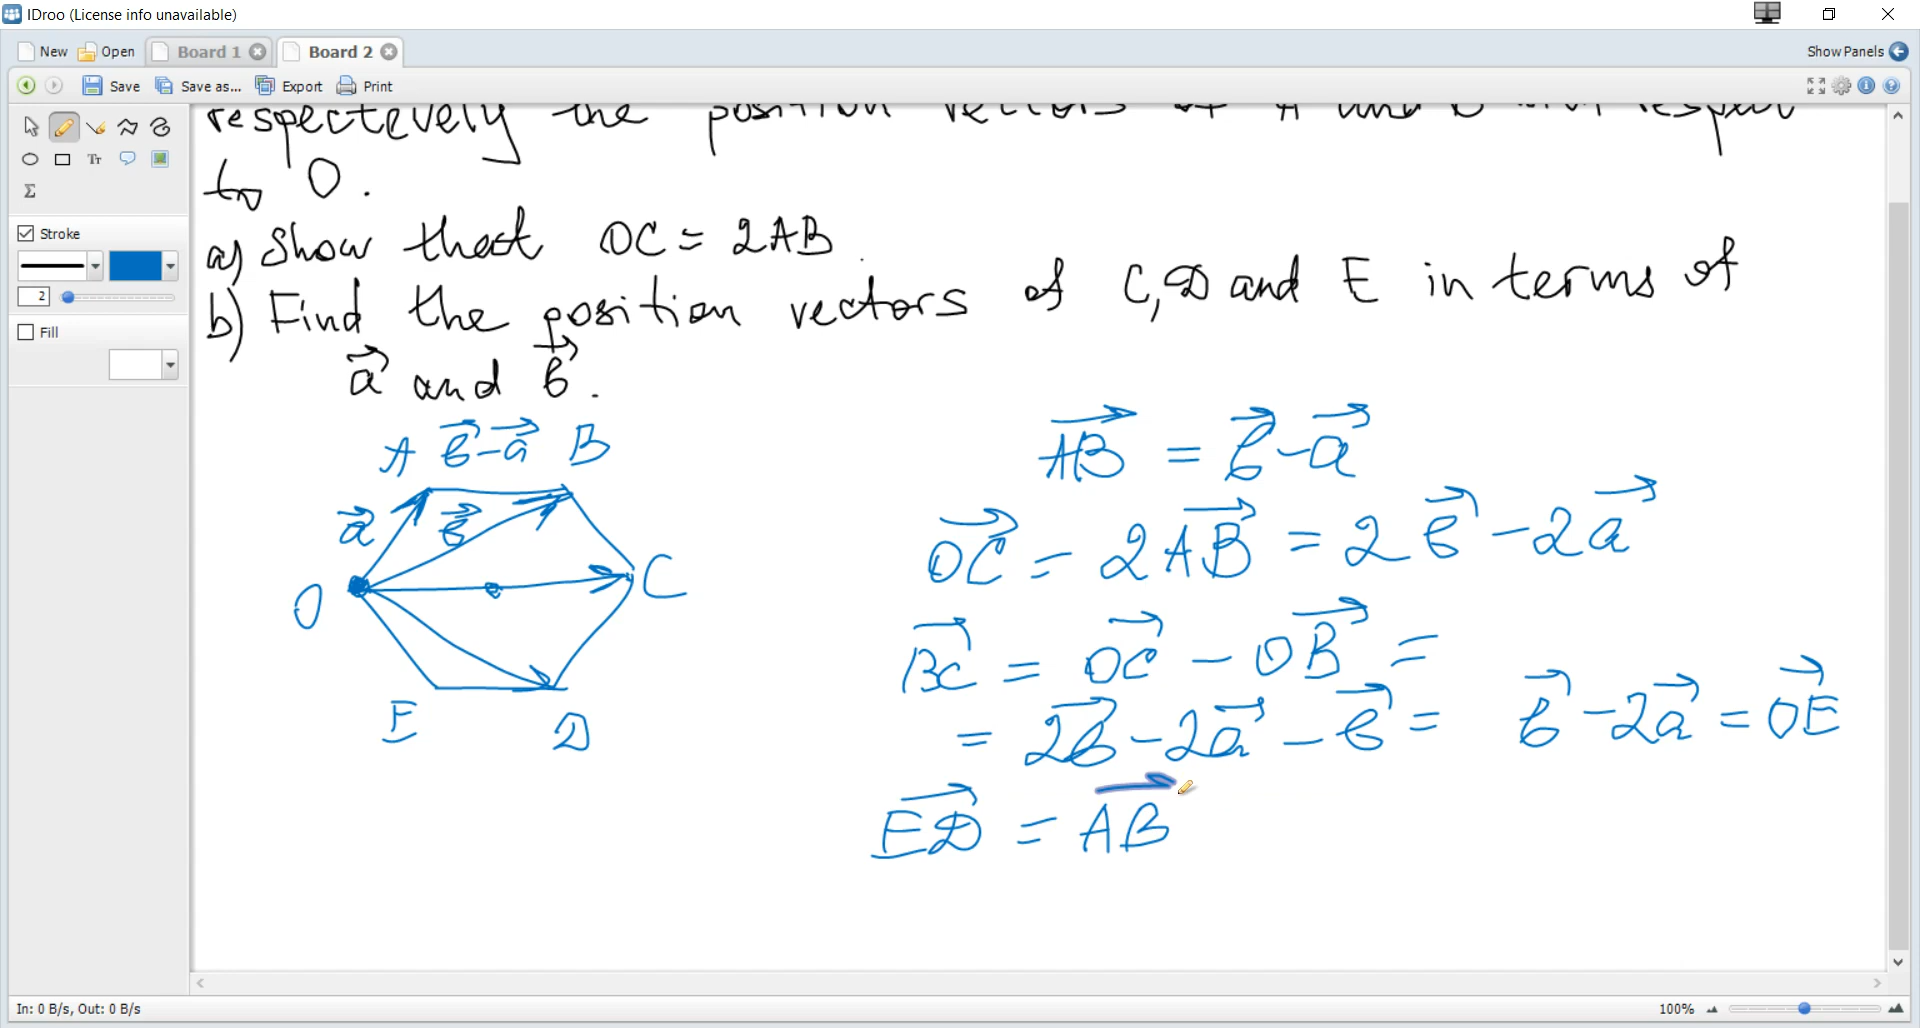 IDroo (License info unavailable)
New Open Board 1 Board 2 Show Panels
Save Save as... Export Print
respectively the position vectors of A and B with respect
to O.
a) Show that OC = 2AB.
b) Find the position vectors of C, D and E in terms of
a⃗ and b⃗.
Stroke
2
Fill
A b⃗-a⃗ B
a⃗ b⃗
O C
E D
AB⃗ = b⃗-a⃗
OC⃗ = 2AB⃗ = 2b⃗-2a⃗
BC⃗ = OC⃗ - OB⃗ =
= 2b⃗-2a⃗-b⃗ = b⃗-2a⃗ = OE⃗
ED⃗ = AB⃗
In: 0 B/s, Out: 0 B/s 100%